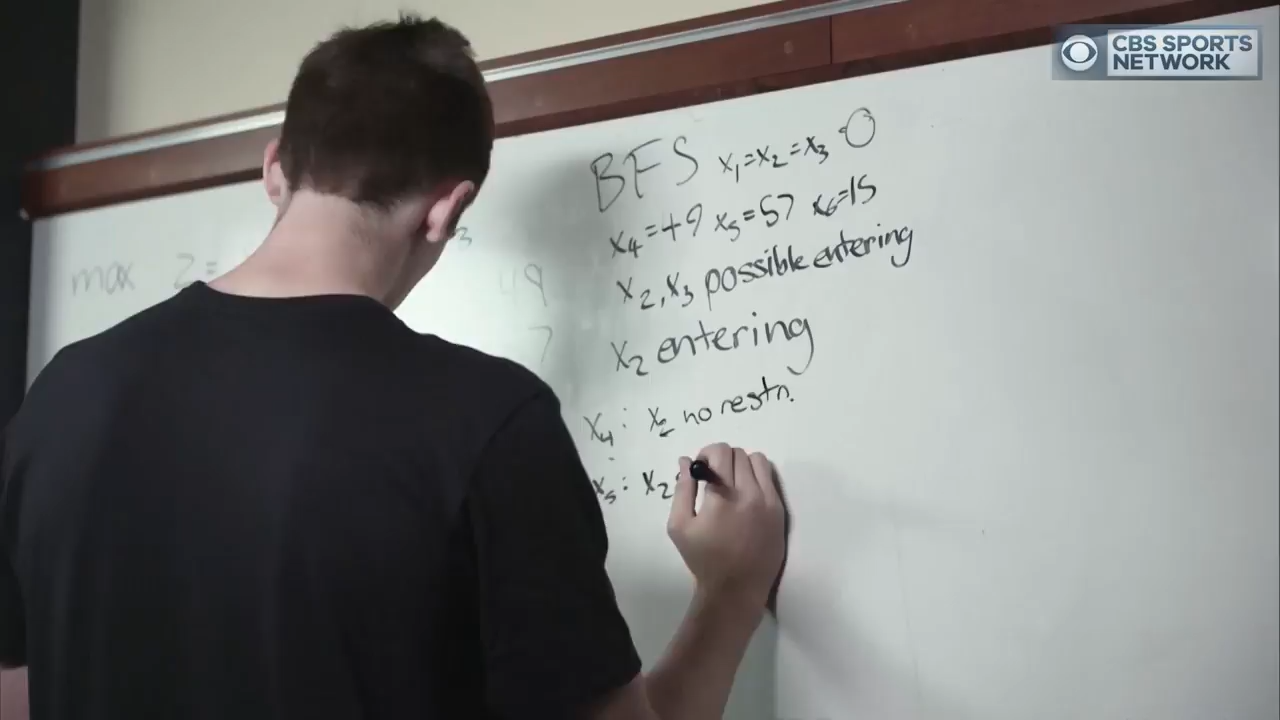 CBS SPORTS
NETWORK
BFS x₁=x₂=x₃=0
x₄=49 x₅=57 x₆=15
x₂,x₃ possible entering
x₂ entering
x₄: x₂ no restn.
x₅: x₂
max z=
3
49
7